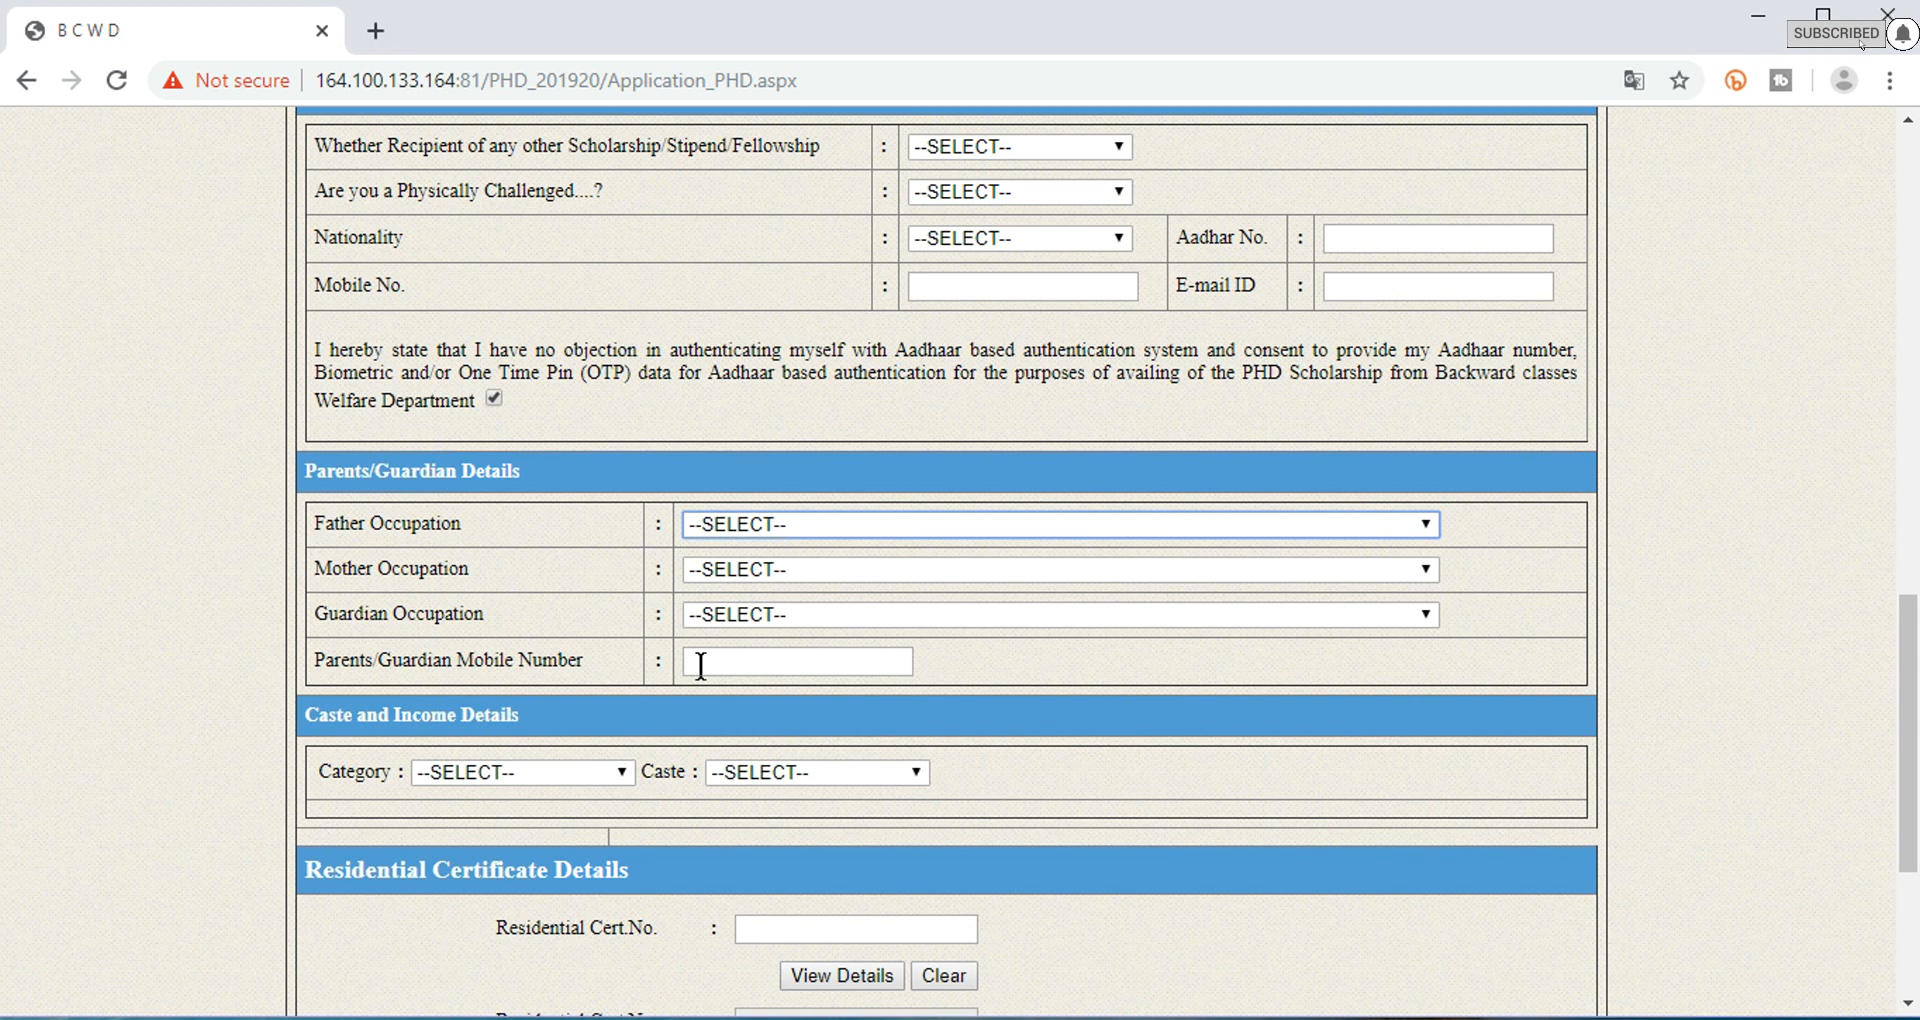 B C W D
SUBSCRIBED
Not secure 164.100.133.164:81/PHD_201920/Application_PHD.aspx
Whether Recipient of any other Scholarship/Stipend/Fellowship : --SELECT--
Are you a Physically Challenged....? : --SELECT--
Nationality : --SELECT-- Aadhar No. :
Mobile No. : E-mail ID :
I hereby state that I have no objection in authenticating myself with Aadhaar based authentication system and consent to provide my Aadhaar number,
Biometric and/or One Time Pin (OTP) data for Aadhaar based authentication for the purposes of availing of the PHD Scholarship from Backward classes
Welfare Department
Parents/Guardian Details
Father Occupation : --SELECT--
Mother Occupation : --SELECT--
Guardian Occupation : --SELECT--
Parents/Guardian Mobile Number :
Caste and Income Details
Category : --SELECT-- Caste : --SELECT--
Residential Certificate Details
Residential Cert.No. :
View Details Clear